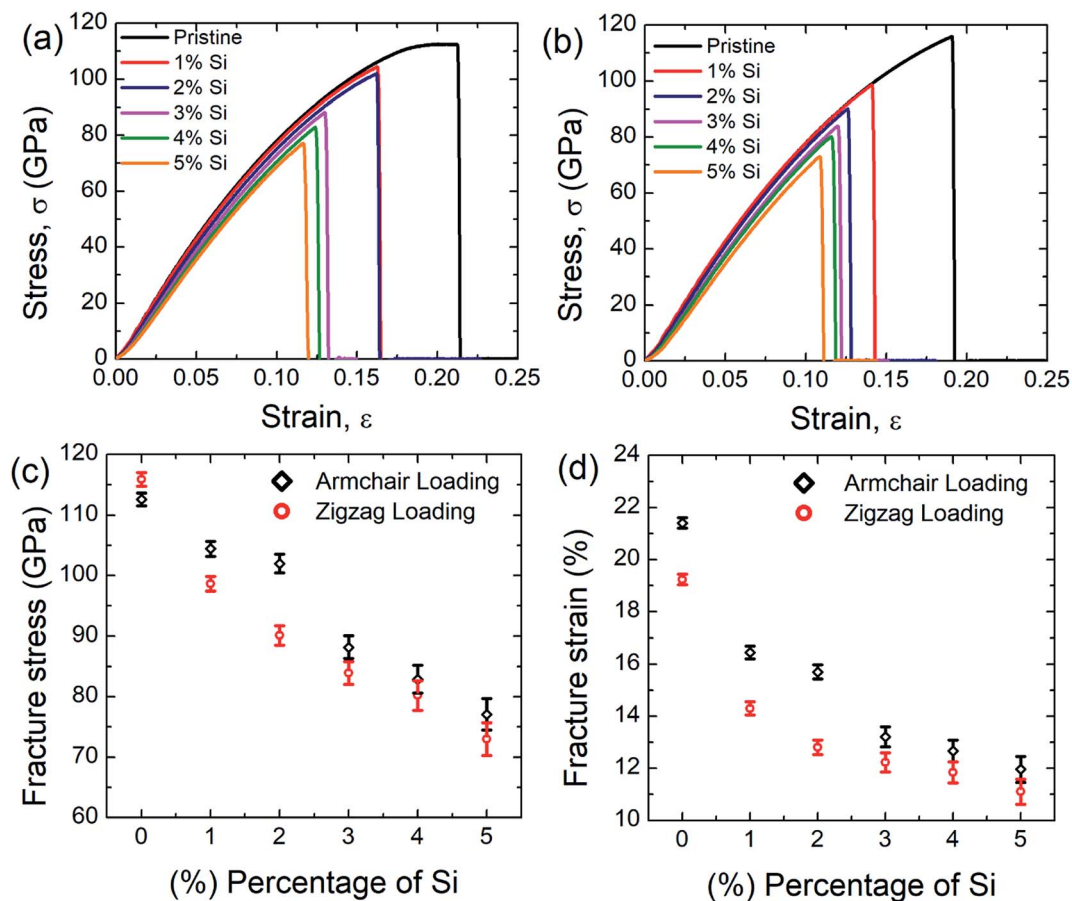 (a)
120
100
80
60
40
20
0
Stress, σ (GPa)
Pristine
1% Si
2% Si
3% Si
4% Si
5% Si
0.00 0.05 0.10 0.15 0.20 0.25
Strain, ε
(b)
120
100
80
60
40
20
0
Stress, σ (GPa)
Pristine
1% Si
2% Si
3% Si
4% Si
5% Si
0.00 0.05 0.10 0.15 0.20 0.25
Strain, ε
(c)
120
110
100
90
80
70
60
Fracture stress (GPa)
Armchair Loading
Zigzag Loading
0 1 2 3 4 5
(%) Percentage of Si
(d)
24
22
20
18
16
14
12
10
Fracture strain (%)
Armchair Loading
Zigzag Loading
0 1 2 3 4 5
(%) Percentage of Si